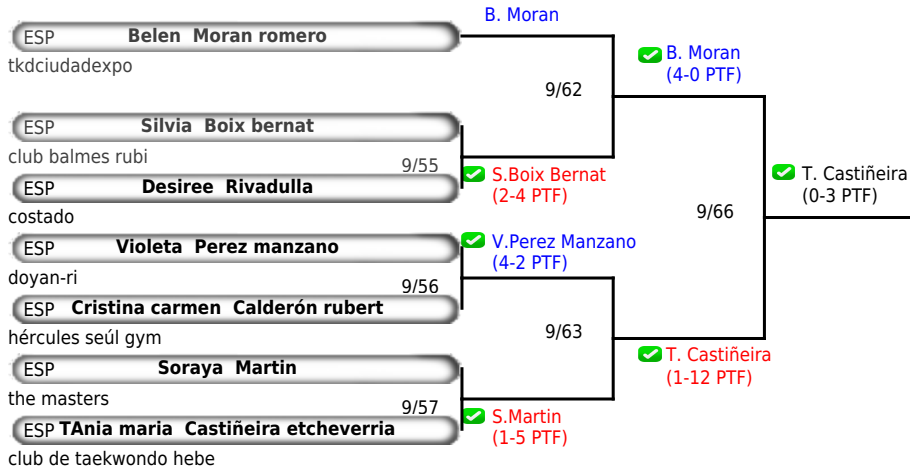 B. Moran
ESP Belen Moran romero
tkdciudadexpo
B. Moran
(4-0 PTF)
9/62
ESP Silvia Boix bernat
club balmes rubi
9/55
ESP Desiree Rivadulla
costado
S.Boix Bernat
(2-4 PTF)
T. Castiñeira
(0-3 PTF)
9/66
ESP Violeta Perez manzano
doyan-ri
V.Perez Manzano
(4-2 PTF)
9/56
ESP Cristina carmen Calderón rubert
hércules seúl gym
9/63
ESP Soraya Martin
the masters
T. Castiñeira
(1-12 PTF)
9/57
ESP TAnia maria Castiñeira etcheverria
club de taekwondo hebe
S.Martin
(1-5 PTF)